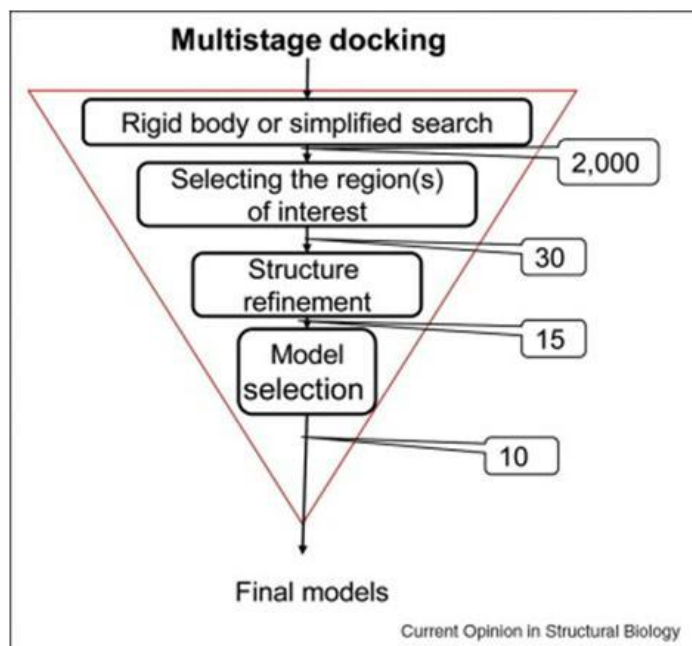 Multistage docking
Rigid body or simplified search
2,000
Selecting the region(s)
of interest
30
Structure
refinement
15
Model
selection
10
Final models
Current Opinion in Structural Biology